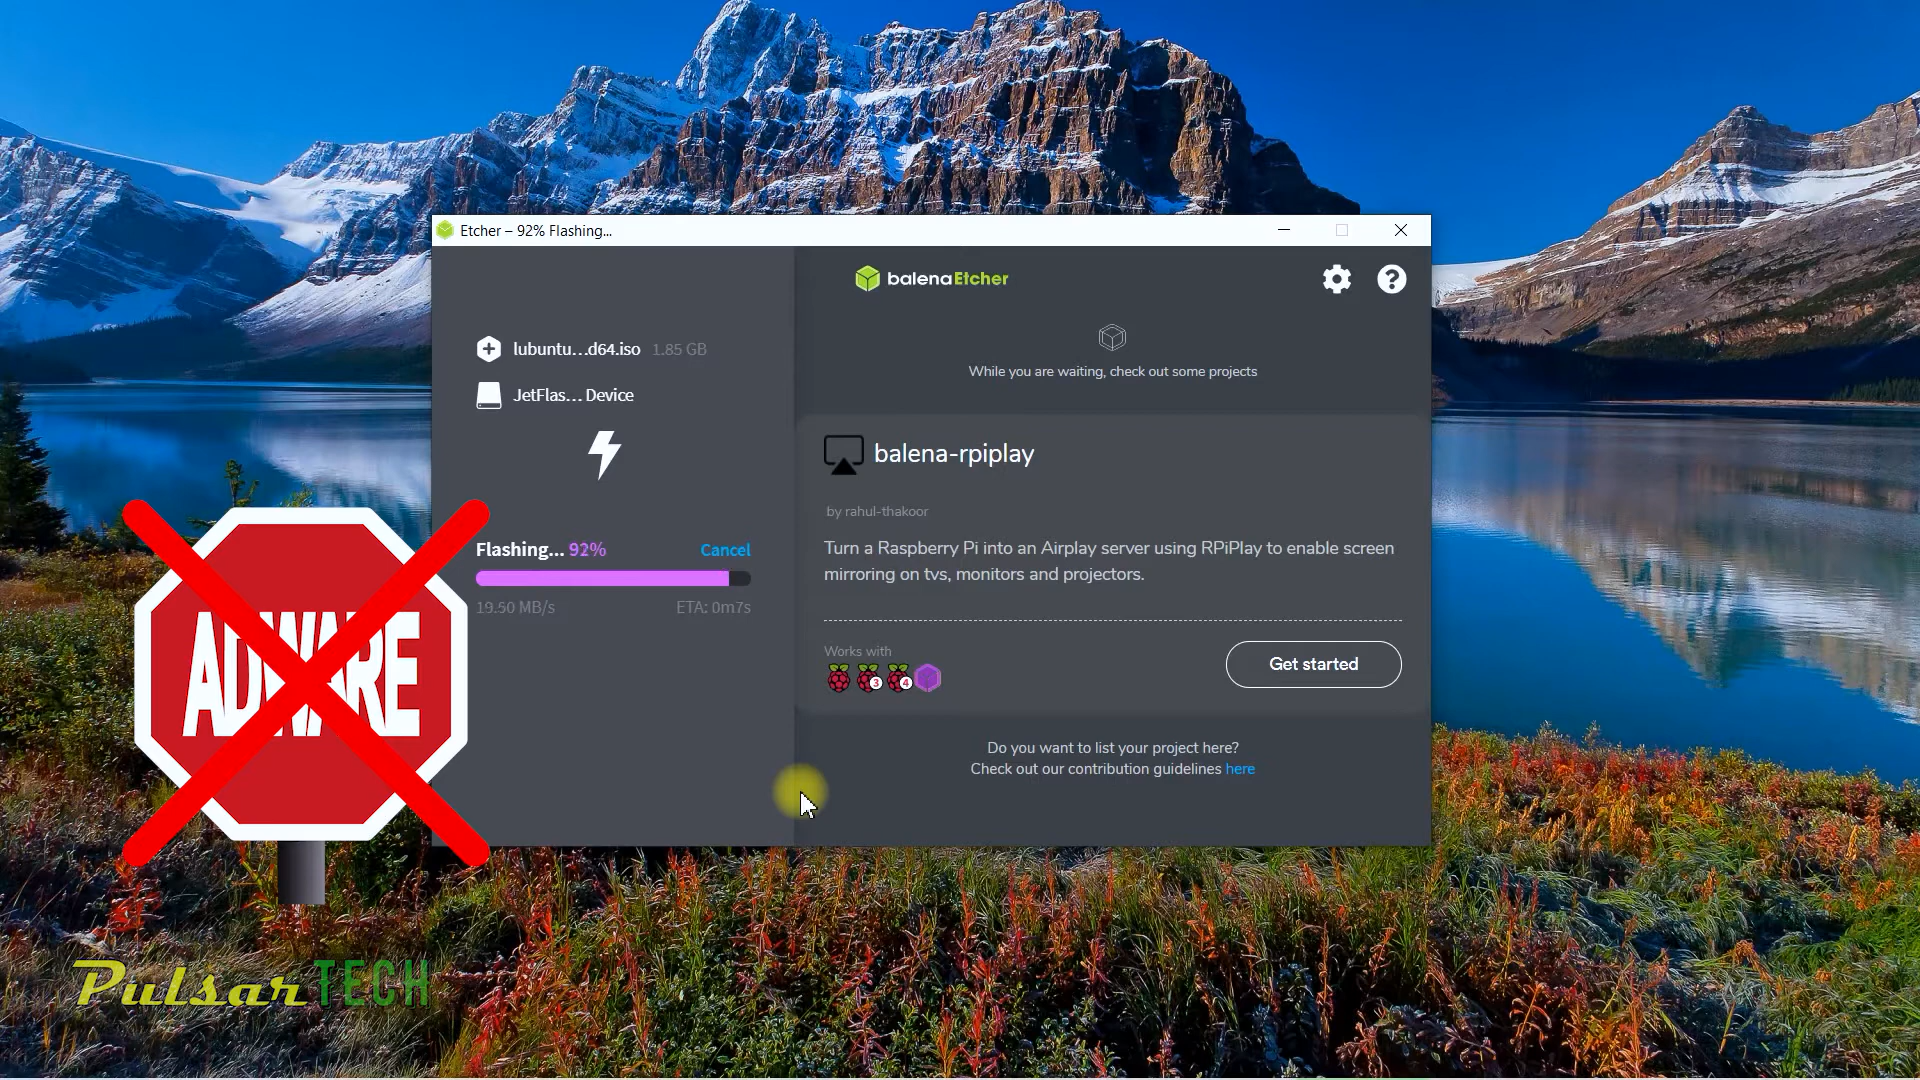 Etcher – 92% Flashing...
balenaEtcher
lubuntu...d64.iso 1.85 GB
JetFlas... Device
Flashing... 92% Cancel
19.50 MB/s ETA: 0m7s
While you are waiting, check out some projects
balena-rpiplay
by rahul-thakoor
Turn a Raspberry Pi into an Airplay server using RPiPlay to enable screen
mirroring on tvs, monitors and projectors.
Works with
3 4
Get started
Do you want to list your project here?
Check out our contribution guidelines here
ADWARE
PulsarTECH